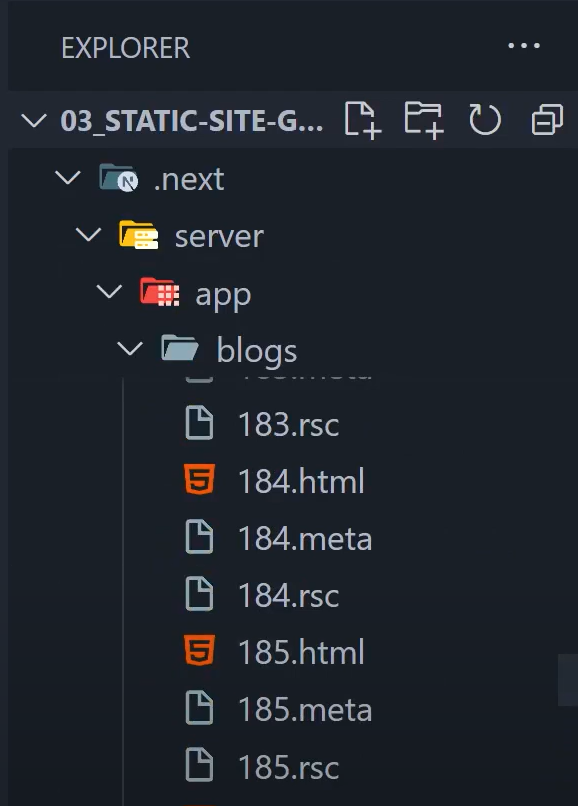 EXPLORER
03_STATIC-SITE-G...
.next
server
app
blogs
183.rsc
184.html
184.meta
184.rsc
185.html
185.meta
185.rsc